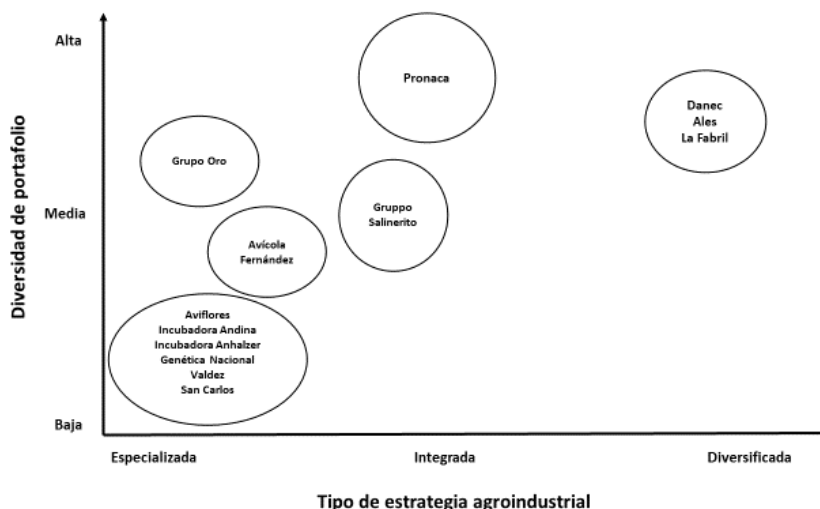 Alta
Pronaca
Danec
Ales
La Fabril
Grupo Oro
Diversidad de portafolio
Media
Gruppo
Salinerito
Avícola
Fernández
Aviflores
Incubadora Andina
Incubadora Anhalzer
Genética Nacional
Valdez
San Carlos
Baja
Especializada
Integrada
Diversificada
Tipo de estrategia agroindustrial